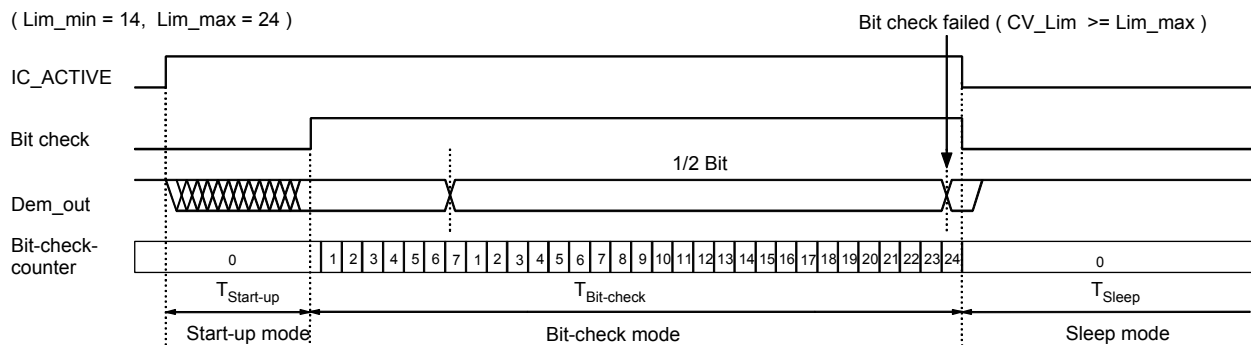 ( Lim_min = 14, Lim_max = 24 )
Bit check failed ( CV_Lim >= Lim_max )
IC_ACTIVE
Bit check
1/2 Bit
Dem_out
Bit-check-
counter
0 1 2 3 4 5 6 7 1 2 3 4 5 6 7 8 9 10 11 12 13 14 15 16 17 18 19 20 21 22 23 24 0
TStart-up TBit-check TSleep
Start-up mode Bit-check mode Sleep mode